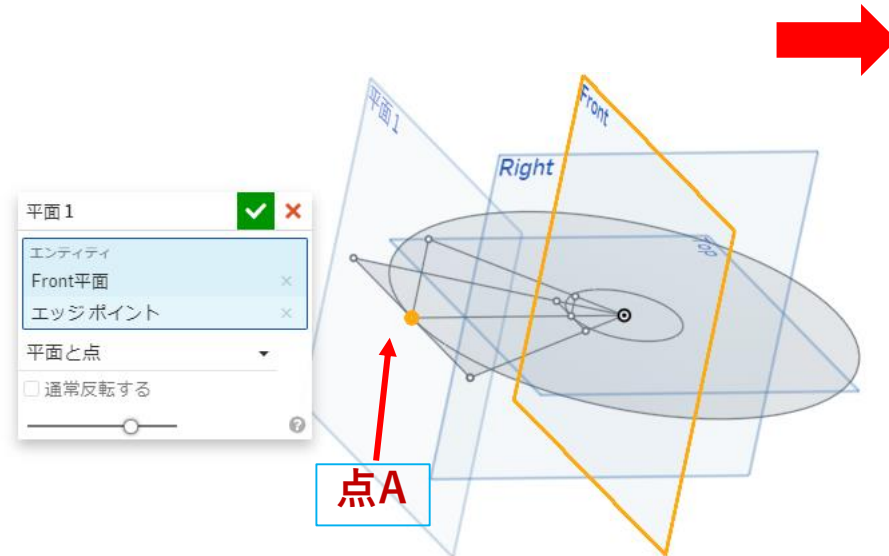 平面1
Front
Right
Top
平面 1
エンティティ
Front平面
エッジ ポイント
平面と点
通常反転する
点A